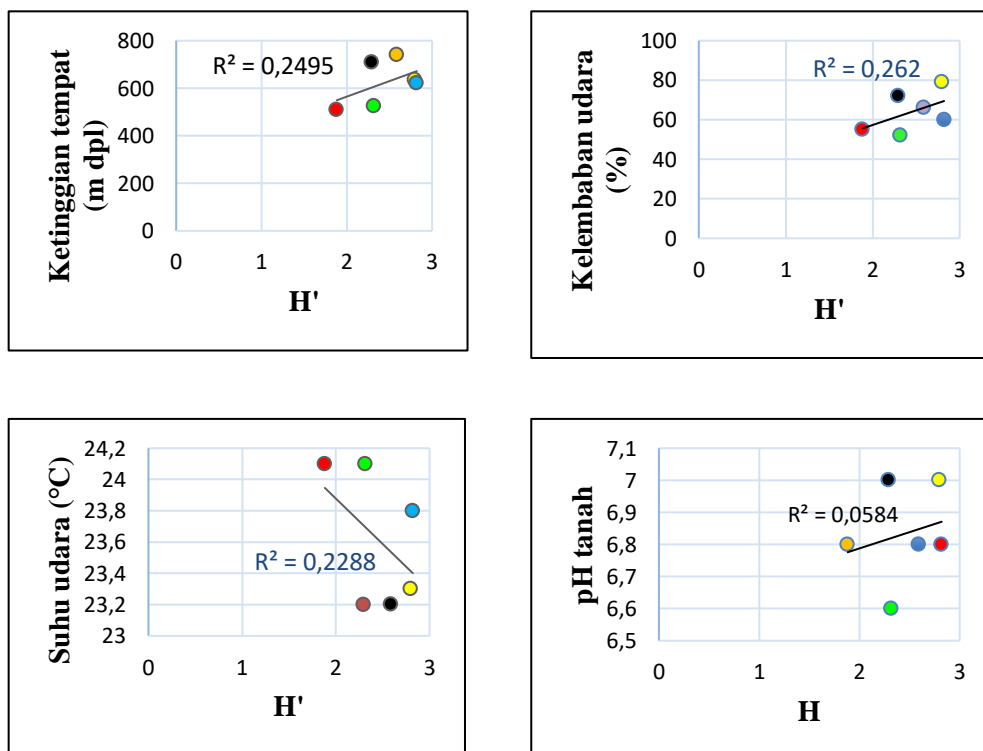 Ketinggian tempat
(m dpl)
800
600
400
200
0
R² = 0,2495
0 1 2 3
H'
Kelembaban udara
(%)
100
80
60
40
20
0
R² = 0,262
0 1 2 3
H'
Suhu udara (°C)
24,2
24
23,8
23,6
23,4
23,2
23
R² = 0,2288
0 1 2 3
H'
pH tanah
7,1
7
6,9
6,8
6,7
6,6
6,5
R² = 0,0584
0 1 2 3
H